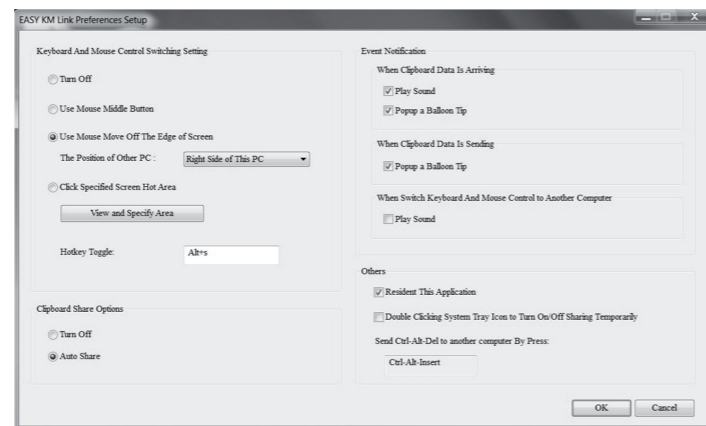 EASY KM Link Preferences Setup
Keyboard And Mouse Control Switching Setting
Turn Off
Use Mouse Middle Button
Use Mouse Move Off The Edge of Screen
The Position of Other PC :
Right Side of This PC
Click Specified Screen Hot Area
View and Specify Area
Hotkey Toggle:
Alt+s
Clipboard Share Options
Turn Off
Auto Share
Event Notification
When Clipboard Data Is Arriving
Play Sound
Popup a Balloon Tip
When Clipboard Data Is Sending
Popup a Balloon Tip
When Switch Keyboard And Mouse Control to Another Computer
Play Sound
Others
Resident This Application
Double Clicking System Tray Icon to Turn On/Off Sharing Temporarily
Send Ctrl-Alt-Del to another computer By Press:
Ctrl-Alt-Insert
OK
Cancel